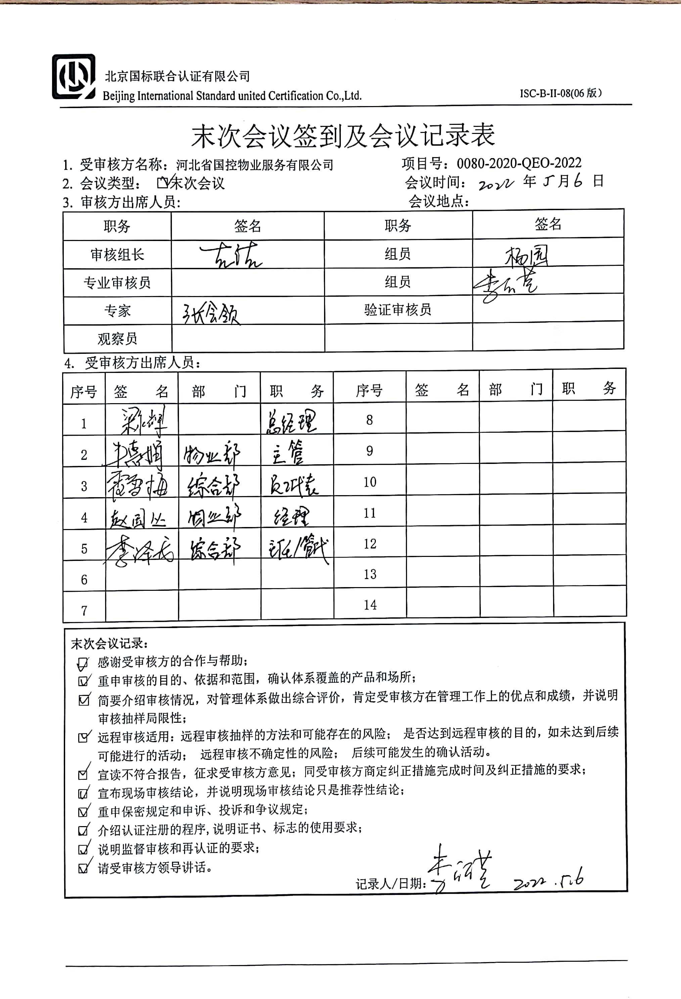 北京国标联合认证有限公司
Beijing International Standard united Certification Co.,Ltd.
ISC-B-II-08(06 版)
末次会议签到及会议记录表
1. 受审核方名称：河北省国控物业服务有限公司 项目号：0080-2020-QEO-2022
2. 会议类型： ☑末次会议 会议时间： 2022 年 5 月 6 日
3. 审核方出席人员: 会议地点：
职务 签名 职务 签名
审核组长 组员 杨园
专业审核员 组员
专家 张会领 验证审核员
观察员
4. 受审核方出席人员：
序号 签 名 部 门 职 务 序号 签 名 部 门 职 务
1 总经理 8
2 物业部 主管 9
3 霍雪梅 综合部 员工代表 10
4 赵国丛 经理 11
5 综合部 主任/管代 12
6 13
7 14
末次会议记录：
☑ 感谢受审核方的合作与帮助；
☑ 重申审核的目的、依据和范围，确认体系覆盖的产品和场所；
☑ 简要介绍审核情况，对管理体系做出综合评价，肯定受审核方在管理工作上的优点和成绩，并说明
审核抽样局限性；
☑ 远程审核适用：远程审核抽样的方法和可能存在的风险； 是否达到远程审核的目的，如未达到后续
可能进行的活动； 远程审核不确定性的风险； 后续可能发生的确认活动。
☑ 宣读不符合报告，征求受审核方意见；同受审核方商定纠正措施完成时间及纠正措施的要求；
☑ 宣布现场审核结论，并说明现场审核结论只是推荐性结论；
☑ 重申保密规定和申诉、投诉和争议规定；
☑ 介绍认证注册的程序,说明证书、标志的使用要求；
☑ 说明监督审核和再认证的要求；
☑ 请受审核方领导讲话。
记录人/日期： 2022.5.6